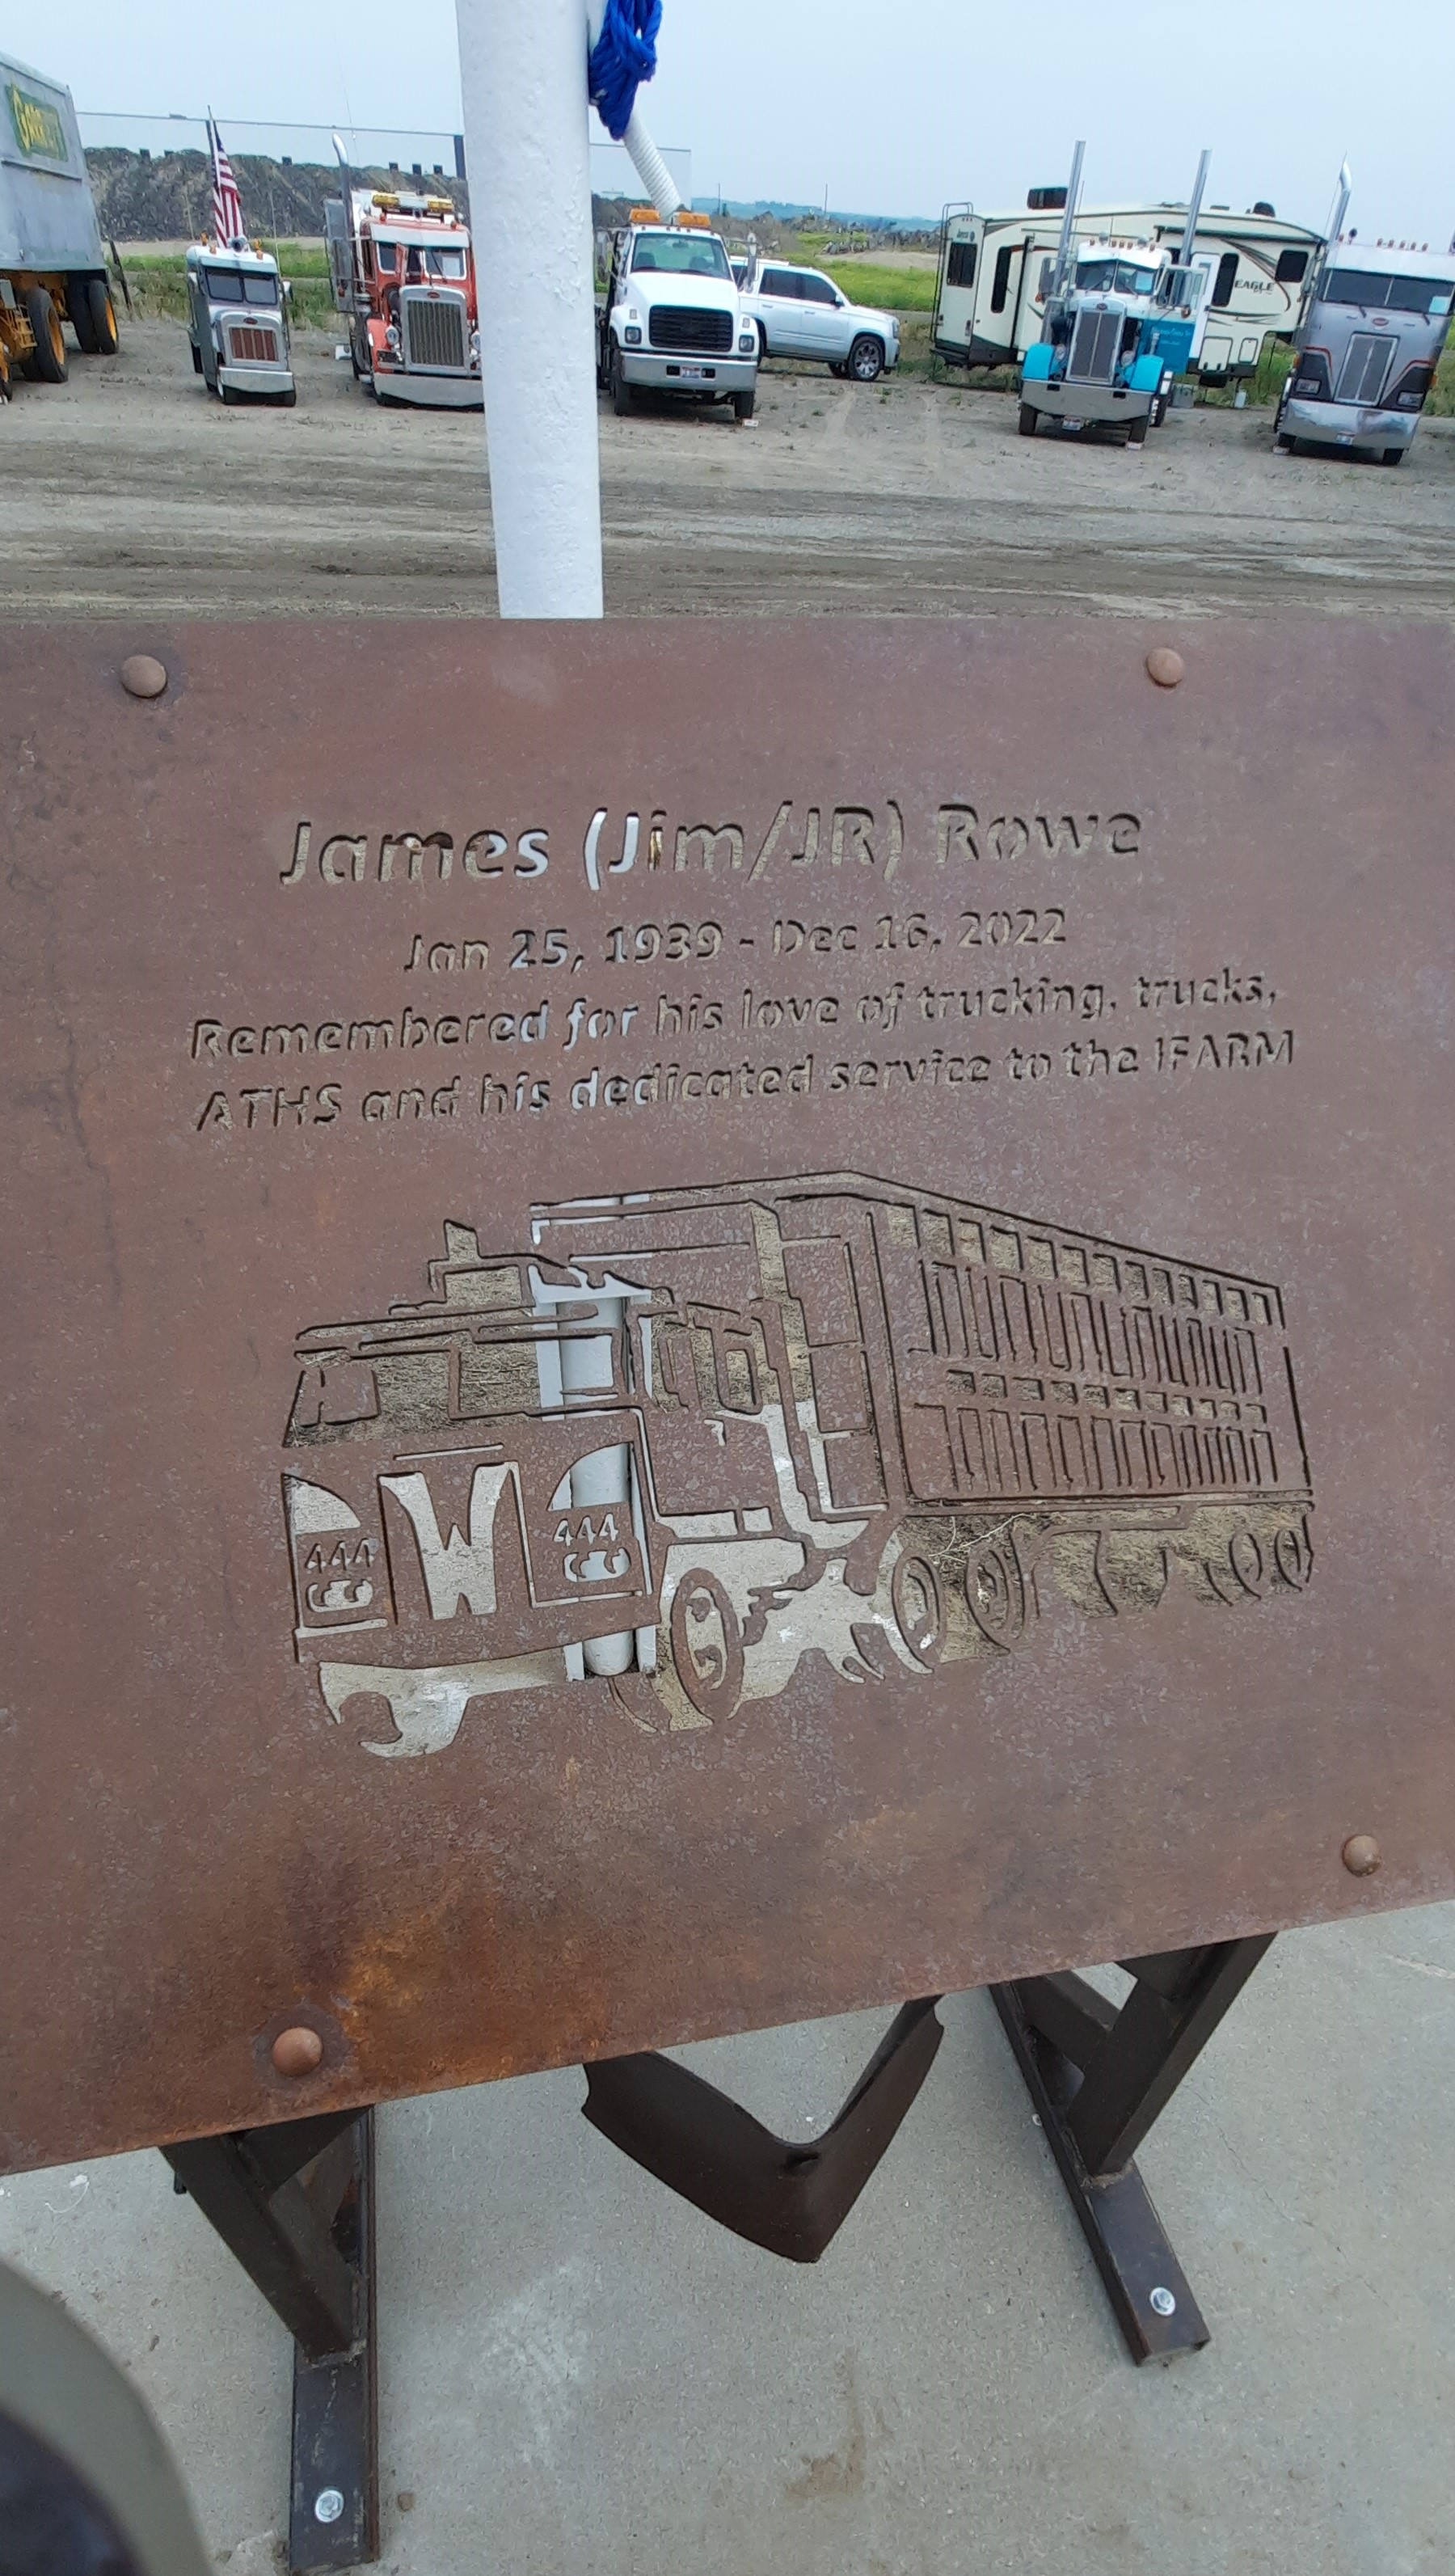 EAGLE
James (Jim/JR) Rowe
Jan 25, 1939 - Dec 16, 2022
Remembered for his love of trucking, trucks,
ATHS and his dedicated service to the IFARM
444 W 444